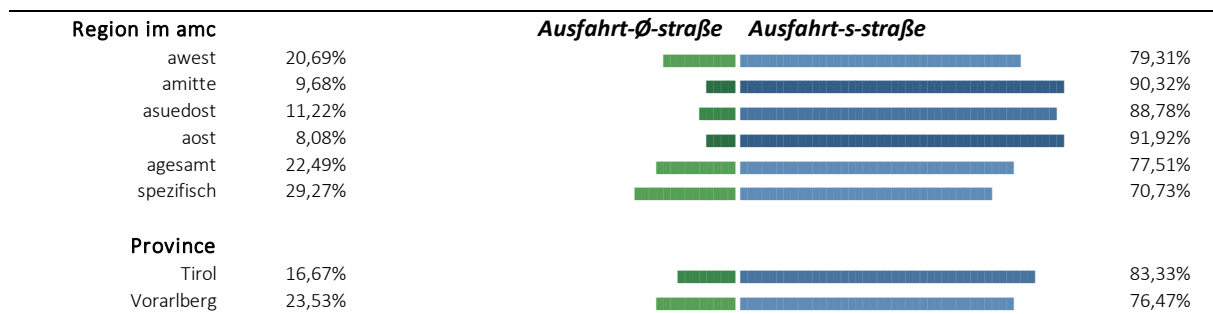 Region im amc Ausfahrt-Ø-straße Ausfahrt-s-straße
awest 20,69% 79,31%
amitte 9,68% 90,32%
asuedost 11,22% 88,78%
aost 8,08% 91,92%
agesamt 22,49% 77,51%
spezifisch 29,27% 70,73%
Province
Tirol 16,67% 83,33%
Vorarlberg 23,53% 76,47%